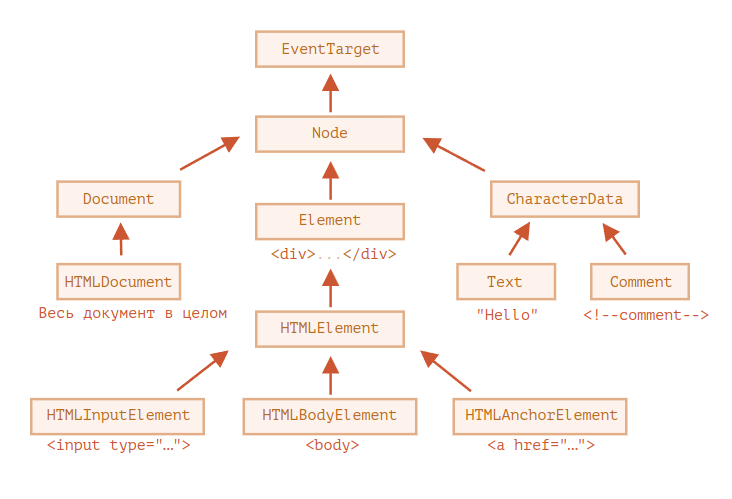 EventTarget
Node
Document
Element
CharacterData
<div>...</div>
HTMLDocument
Text
Comment
Весь документ в целом
"Hello"
<!--comment-->
HTMLElement
HTMLInputElement
HTMLBodyElement
HTMLAnchorElement
<input type="…">
<body>
<a href="…">